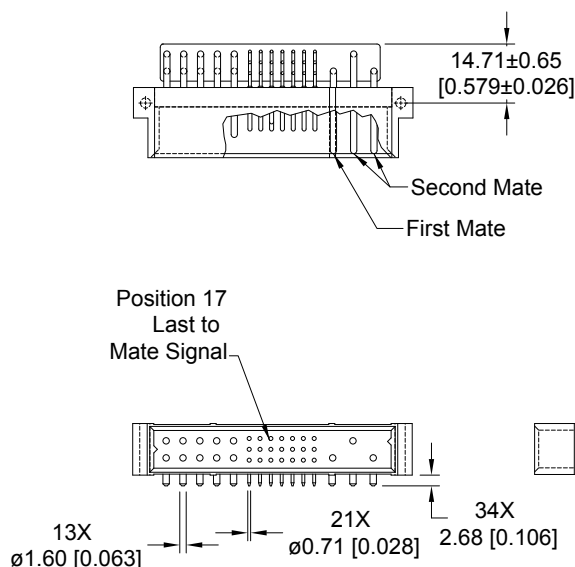 14.71±0.65
[0.579±0.026]
Second Mate
First Mate
Position 17
Last to
Mate Signal
13X
ø1.60 [0.063]
21X
ø0.71 [0.028]
34X
2.68 [0.106]